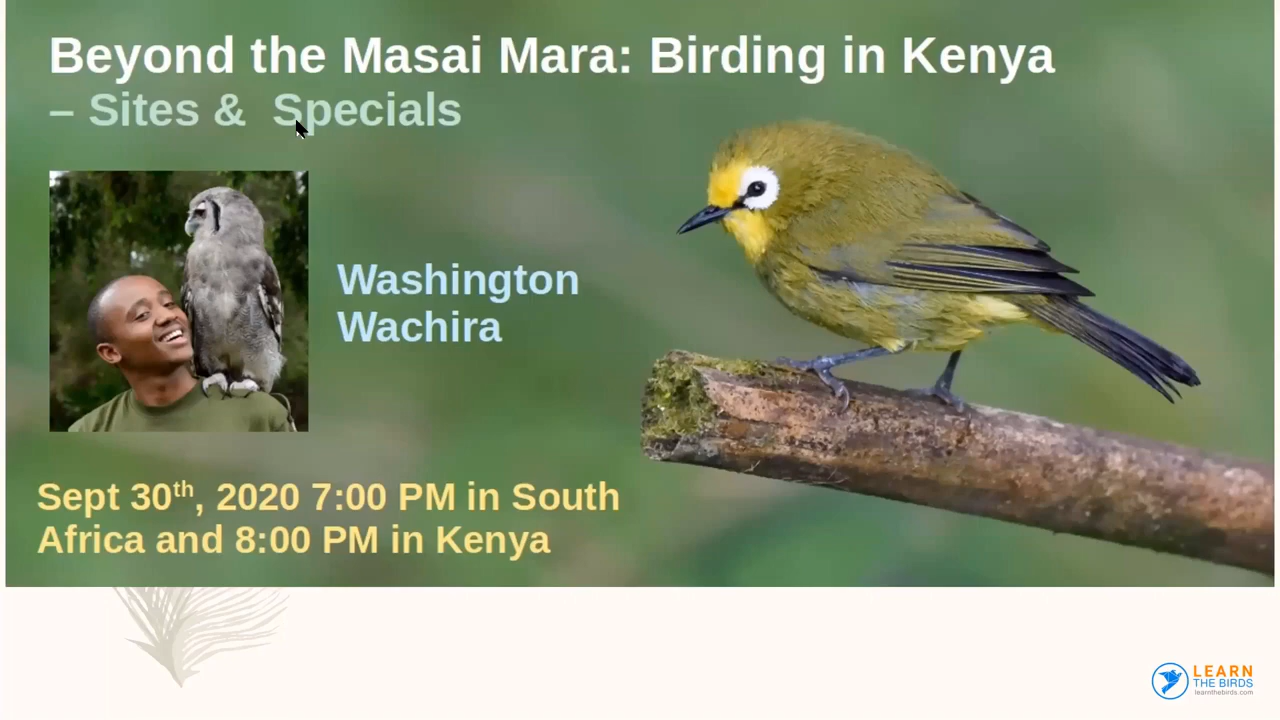 Beyond the Masai Mara: Birding in Kenya
– Sites & Specials
Washington
Wachira
Sept 30th, 2020 7:00 PM in South
Africa and 8:00 PM in Kenya
LEARN
THE BIRDS
learnthebirds.com